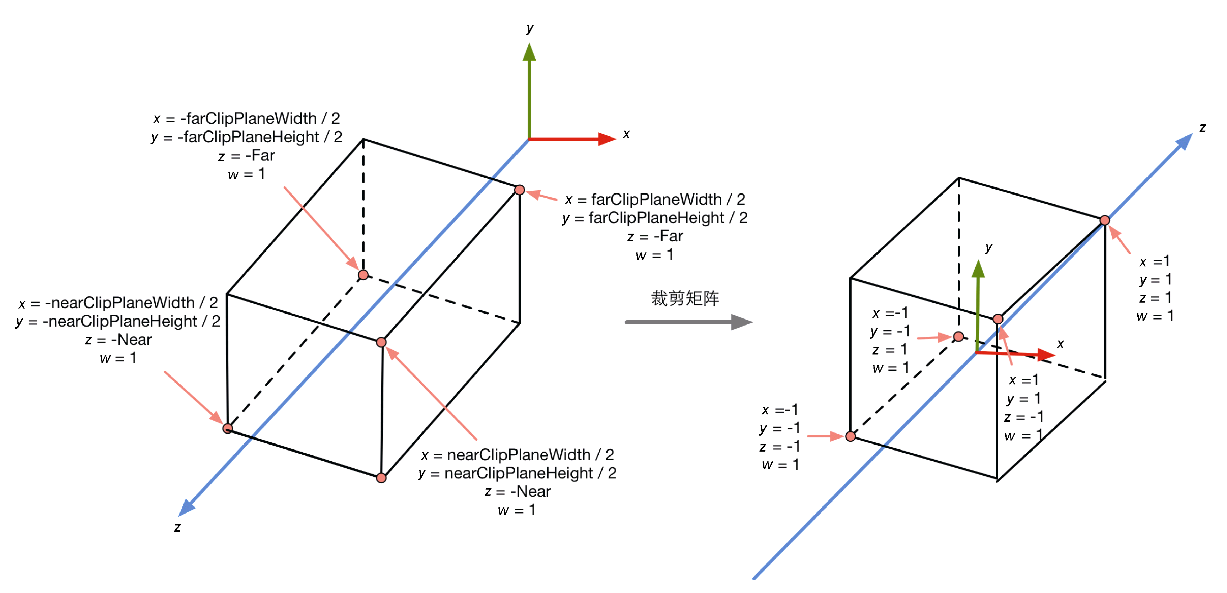 y
x
x = -farClipPlaneWidth / 2
y = -farClipPlaneHeight / 2
z = -Far
w = 1
x = farClipPlaneWidth / 2
y = farClipPlaneHeight / 2
z = -Far
w = 1
x = -nearClipPlaneWidth / 2
y = -nearClipPlaneHeight / 2
z = -Near
w = 1
x = nearClipPlaneWidth / 2
y = nearClipPlaneHeight / 2
z = -Near
w = 1
z
裁剪矩阵
z
y
x
x =1
y = 1
z = 1
w = 1
x =-1
y = -1
z = 1
w = 1
x =1
y = 1
z = -1
w = 1
x =-1
y = -1
z = -1
w = 1